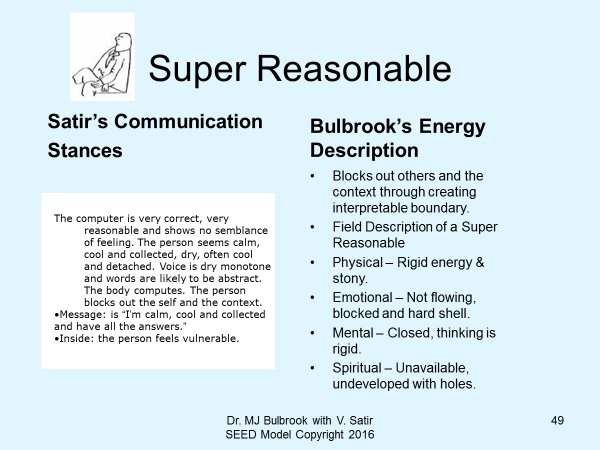 Super Reasonable
Satir's Communication
Stances
The computer is very correct, very
reasonable and shows no semblance
of feeling. The person seems calm,
cool and collected, dry, often cool
and detached. Voice is dry monotone
and words are likely to be abstract.
The body computes. The person
blocks out the self and the context.
•Message: is “I’m calm, cool and collected
and have all the answers.”
•Inside: the person feels vulnerable.
Bulbrook's Energy
Description
• Blocks out others and the
context through creating
interpretable boundary.
• Field Description of a Super
Reasonable
• Physical – Rigid energy &
stony.
• Emotional – Not flowing,
blocked and hard shell.
• Mental – Closed, thinking is
rigid.
• Spiritual – Unavailable,
undeveloped with holes.
Dr. MJ Bulbrook with V. Satir
SEED Model Copyright 2016
49